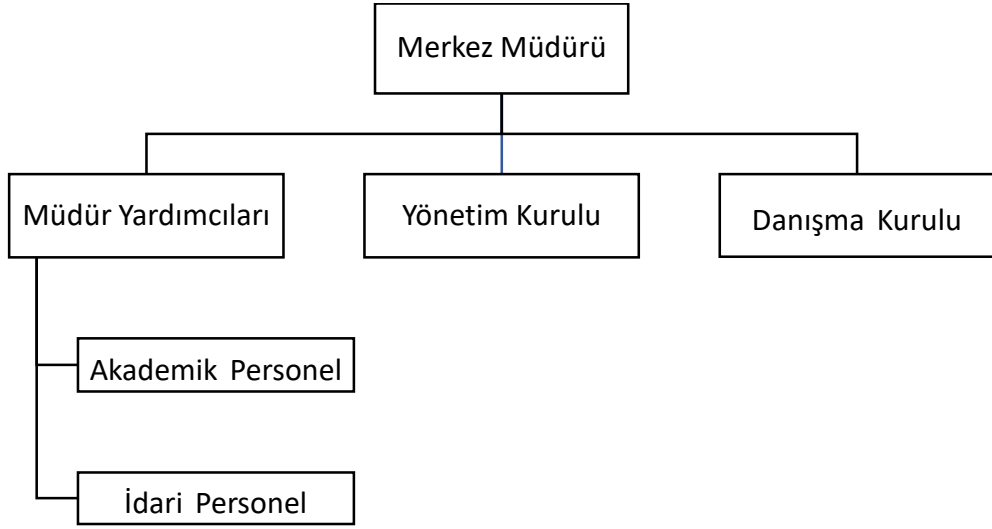 Merkez Müdürü
Müdür Yardımcıları
Yönetim Kurulu
Danışma Kurulu
Akademik Personel
İdari Personel